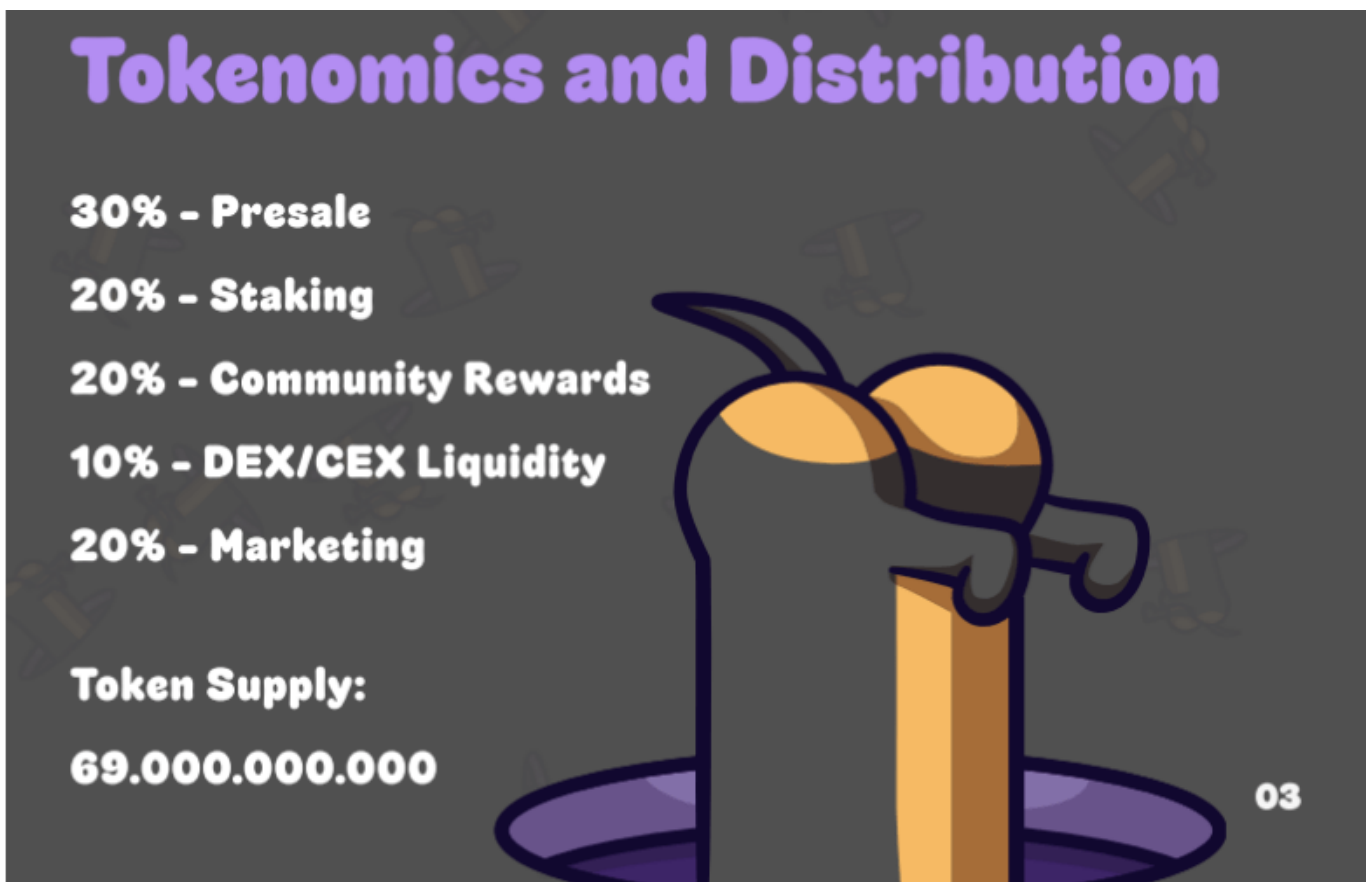 Tokenomics and Distribution
30% - Presale
20% - Staking
20% - Community Rewards
10% - DEX/CEX Liquidity
20% - Marketing
Token Supply:
69.000.000.000
03